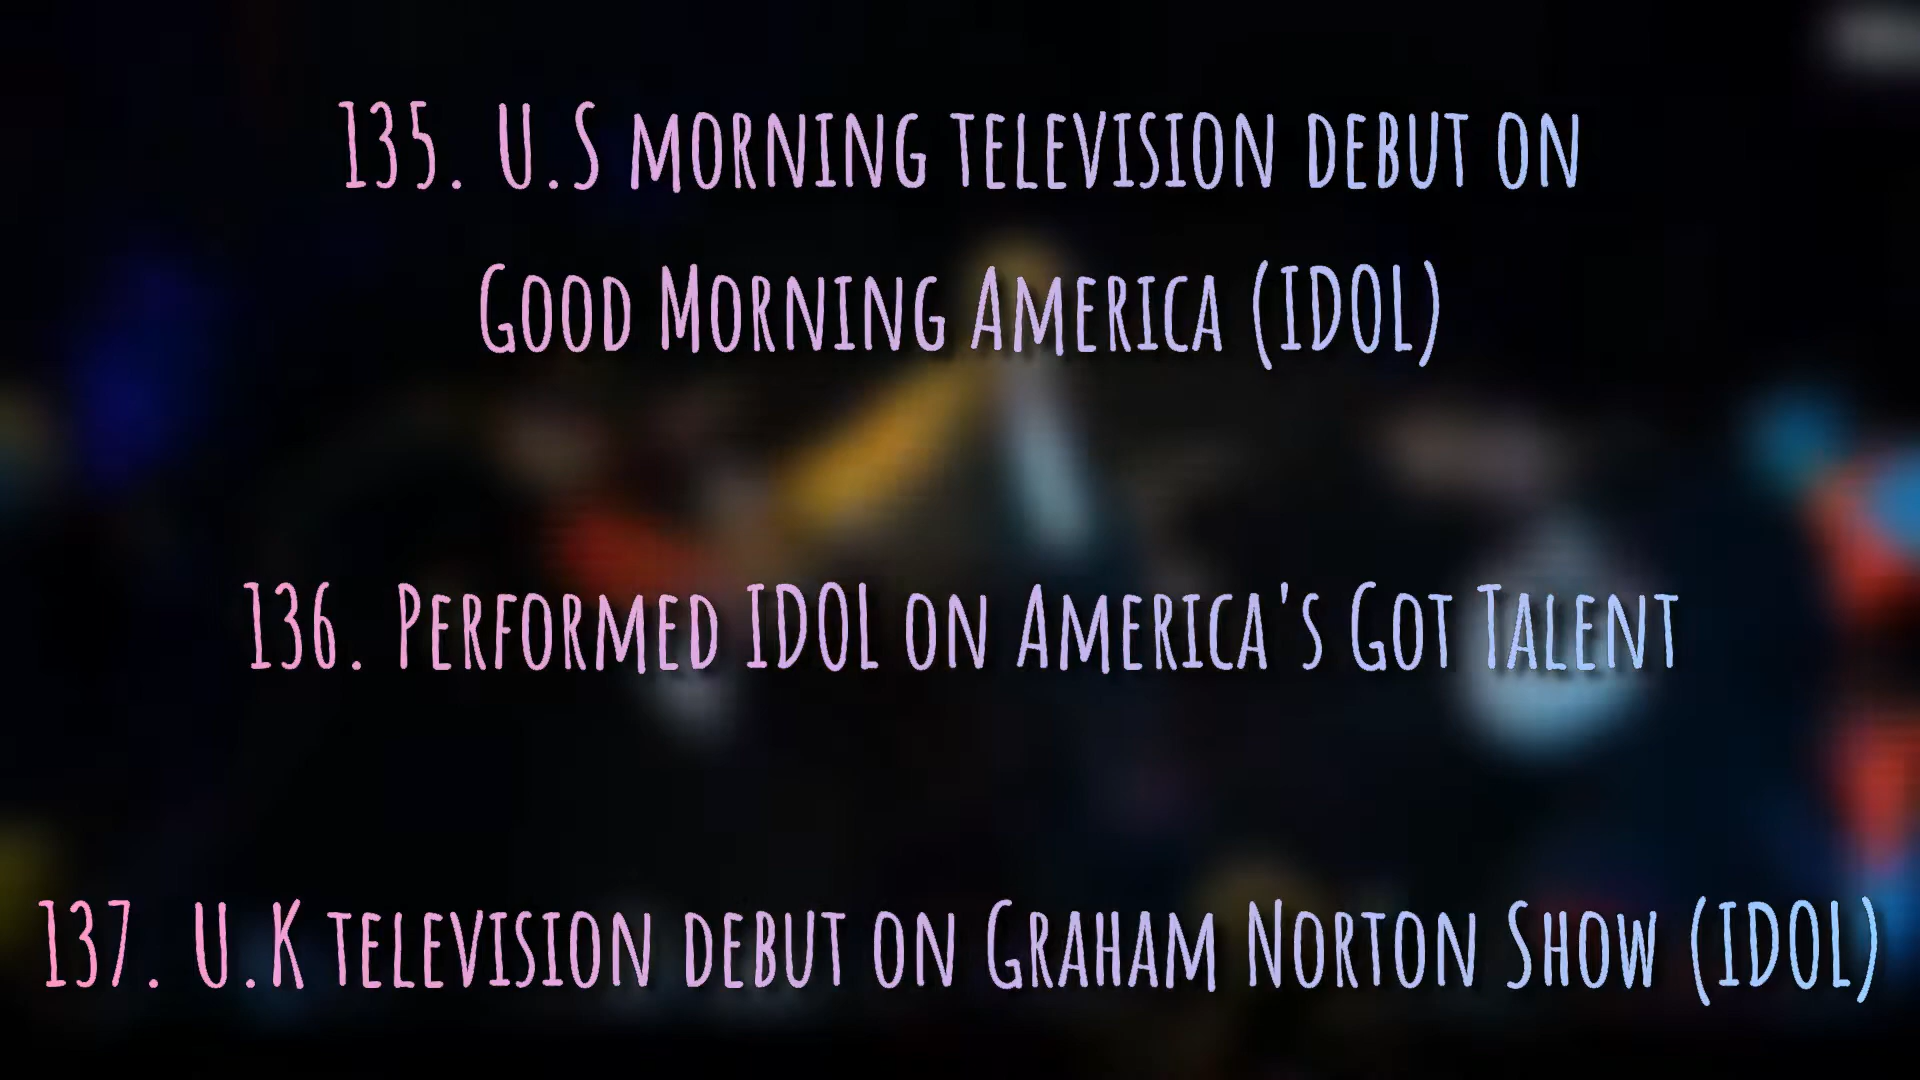 135. U.S morning television debut on
Good Morning America (IDOL)
136. Performed IDOL on America's Got Talent
137. U.K television debut on Graham Norton Show (IDOL)